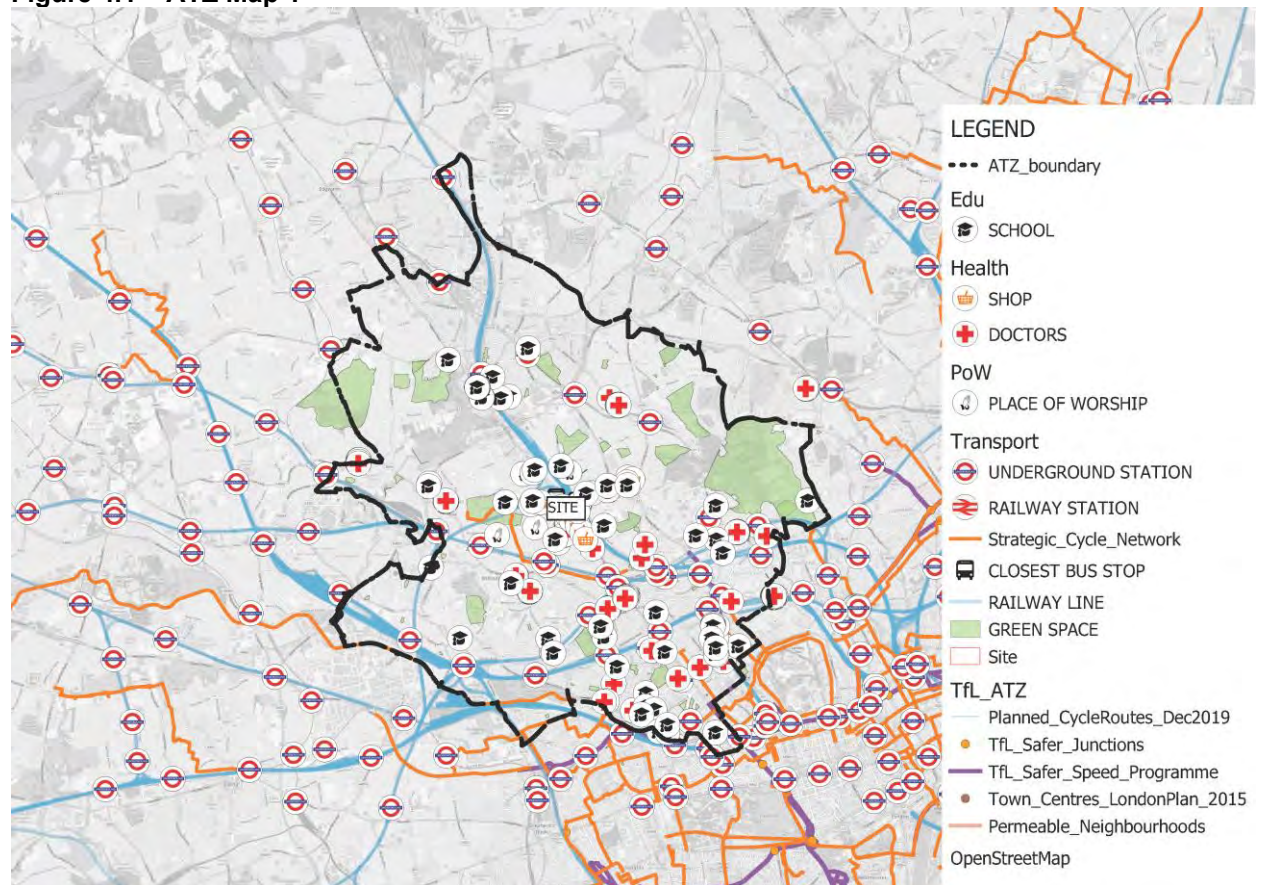 SITE
LEGEND
ATZ_boundary
Edu
SCHOOL
Health
SHOP
DOCTORS
PoW
PLACE OF WORSHIP
Transport
UNDERGROUND STATION
RAILWAY STATION
Strategic_Cycle_Network
CLOSEST BUS STOP
RAILWAY LINE
GREEN SPACE
Site
TfL_ATZ
Planned_CycleRoutes_Dec2019
TfL_Safer_Junctions
TfL_Safer_Speed_Programme
Town_Centres_LondonPlan_2015
Permeable_Neighbourhoods
OpenStreetMap